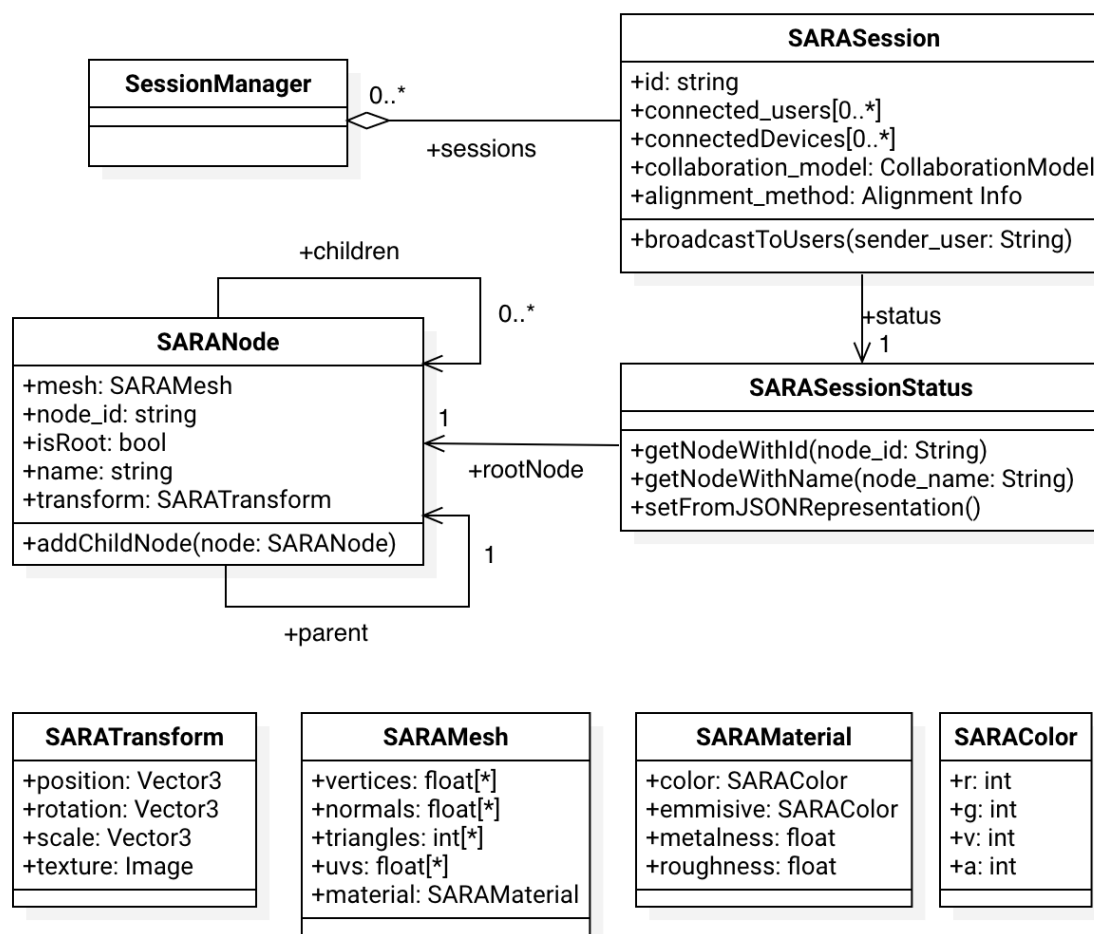 SessionManager
0..*
+sessions
SARASession
+id: string
+connected_users[0..*]
+connectedDevices[0..*]
+collaboration_model: CollaborationModel
+alignment_method: Alignment Info
+broadcastToUsers(sender_user: String)
+children
0..*
+status
1
SARANode
+mesh: SARAMesh
+node_id: string
+isRoot: bool
+name: string
+transform: SARATransform
+addChildNode(node: SARANode)
1
+rootNode
SARASessionStatus
+getNodeWithId(node_id: String)
+getNodeWithName(node_name: String)
+setFromJSONRepresentation()
1
+parent
SARATransform
+position: Vector3
+rotation: Vector3
+scale: Vector3
+texture: Image
SARAMesh
+vertices: float[*]
+normals: float[*]
+triangles: int[*]
+uvs: float[*]
+material: SARAMaterial
SARAMaterial
+color: SARAColor
+emmisive: SARAColor
+metalness: float
+roughness: float
SARAColor
+r: int
+g: int
+v: int
+a: int